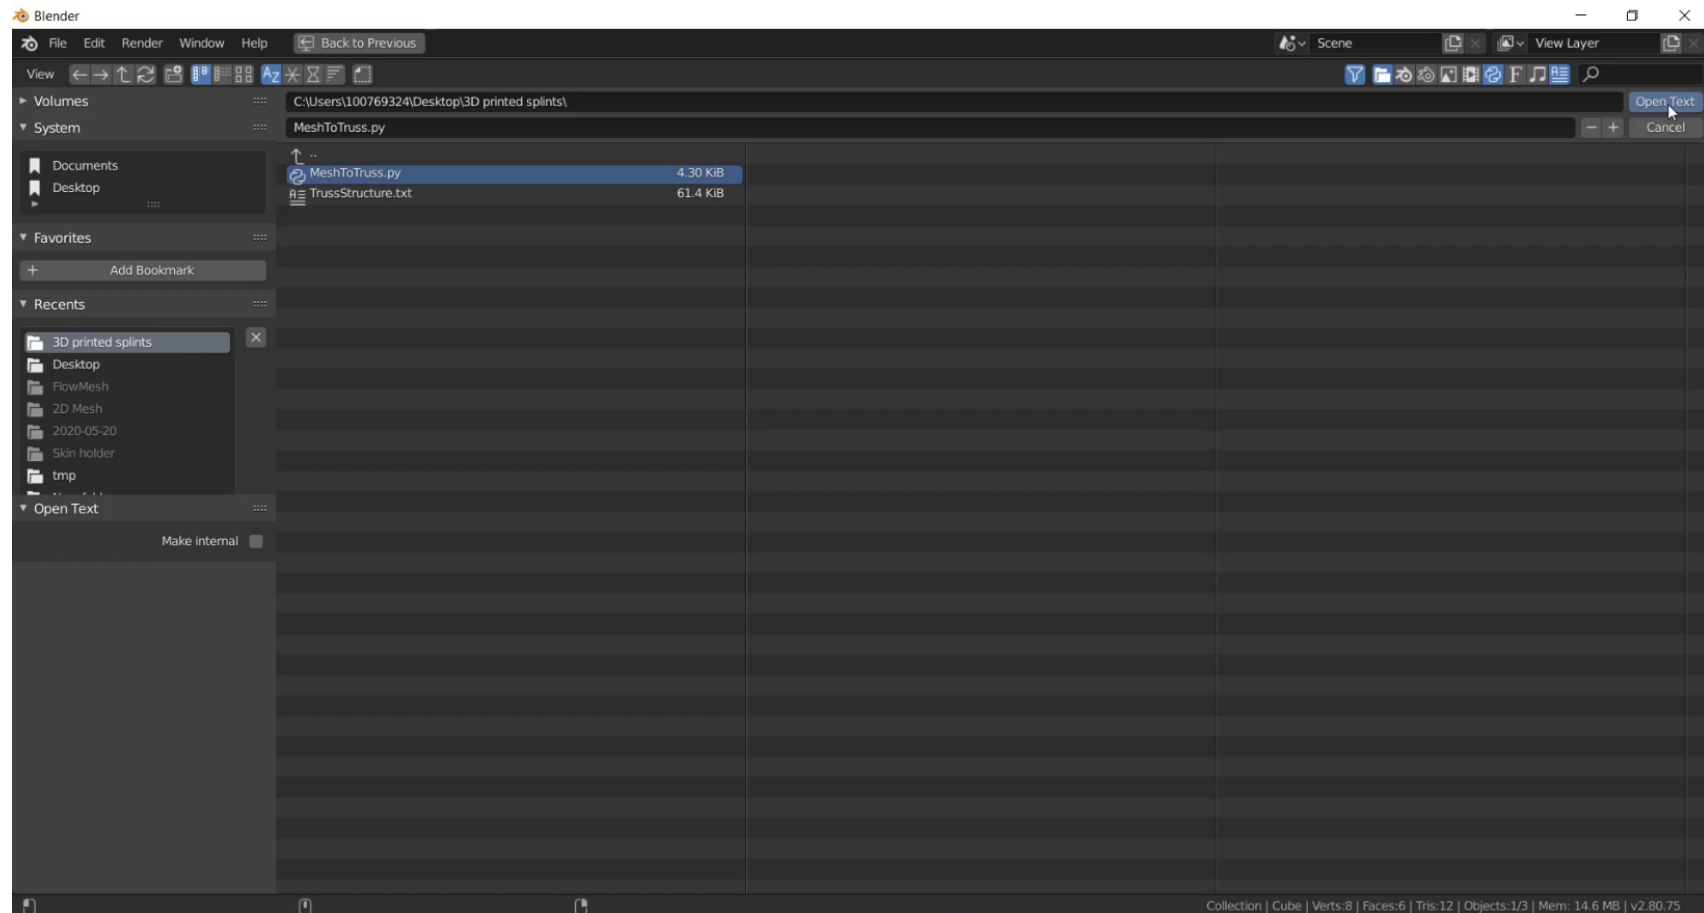 Blender
File Edit Render Window Help Back to Previous Scene View Layer
View
Volumes
C:\Users\100769324\Desktop\3D printed splints\
Open Text
System
MeshToTruss.py
Cancel
..
Documents
Desktop
MeshToTruss.py 4.30 KiB
TrussStructure.txt 61.4 KiB
Favorites
Add Bookmark
Recents
3D printed splints
Desktop
FlowMesh
2D Mesh
2020-05-20
Skin holder
tmp
Open Text
Make internal
Collection | Cube | Verts:8 | Faces:6 | Tris:12 | Objects:1/3 | Mem: 14.6 MB | v2.80.75